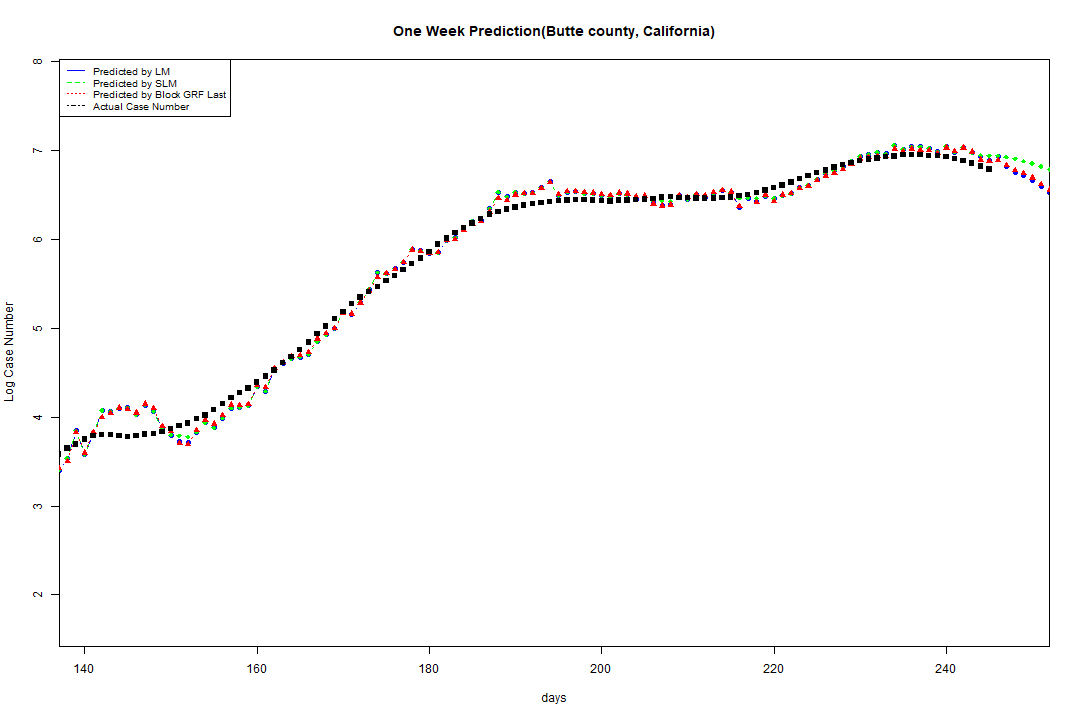 One Week Prediction(Butte county, California)
Predicted by LM
Predicted by SLM
Predicted by Block GRF Last
Actual Case Number
8
7
6
5
4
3
2
Log Case Number
140 160 180 200 220 240
days